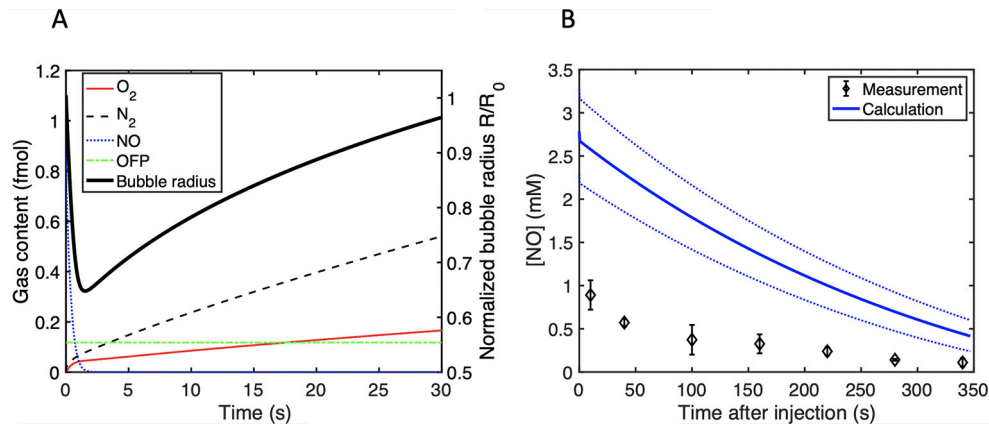 A
Gas content (fmol)
1.2
1
0.8
0.6
0.4
0.2
0
O2
N2
NO
OFP
Bubble radius
1
0.9
0.8
0.7
0.6
0.5
Normalized bubble radius R/R0
0 5 10 15 20 25 30
Time (s)
B
[NO] (mM)
3.5
3
2.5
2
1.5
1
0.5
0
Measurement
Calculation
0 50 100 150 200 250 300 350
Time after injection (s)